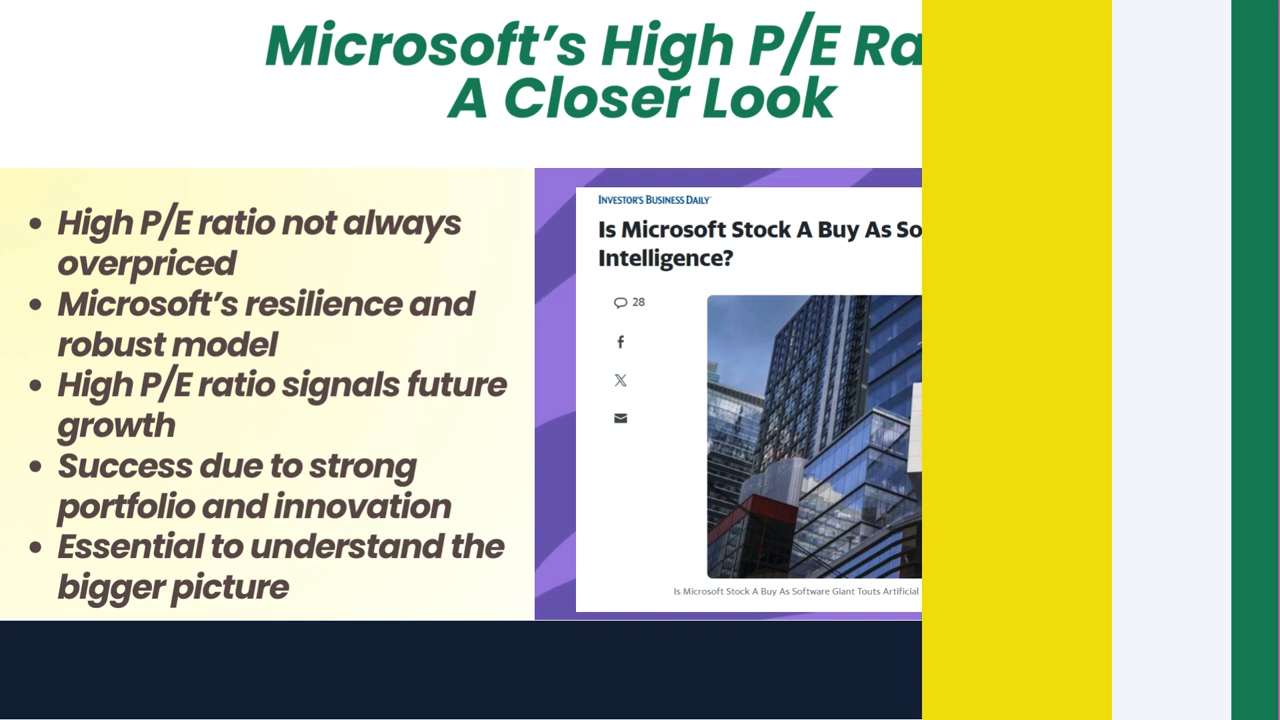 Microsoft's High P/E Ra
A Closer Look
• High P/E ratio not always
overpriced
• Microsoft's resilience and
robust model
• High P/E ratio signals future
growth
• Success due to strong
portfolio and innovation
• Essential to understand the
bigger picture
INVESTOR'S BUSINESS DAILY
Is Microsoft Stock A Buy As So
Intelligence?
28
Is Microsoft Stock A Buy As Software Giant Touts Artificial